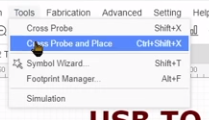 Tools Fabrication Advanced Setting
Cross Probe Shift+X
Cross Probe and Place Ctrl+Shift+X
Symbol Wizard... Shift+T
Footprint Manager... Alt+F
Simulation
USB TO